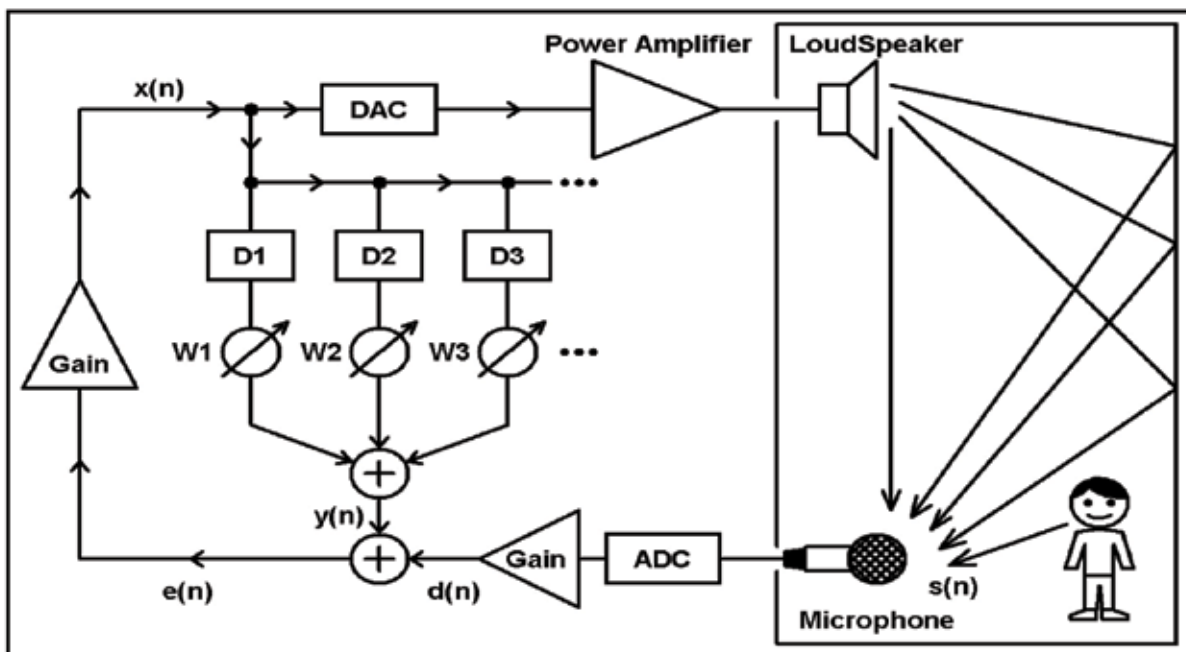 Power Amplifier
LoudSpeaker
x(n)
DAC
D1
D2
D3
W1
W2
W3
Gain
y(n)
e(n)
d(n)
Gain
ADC
s(n)
Microphone